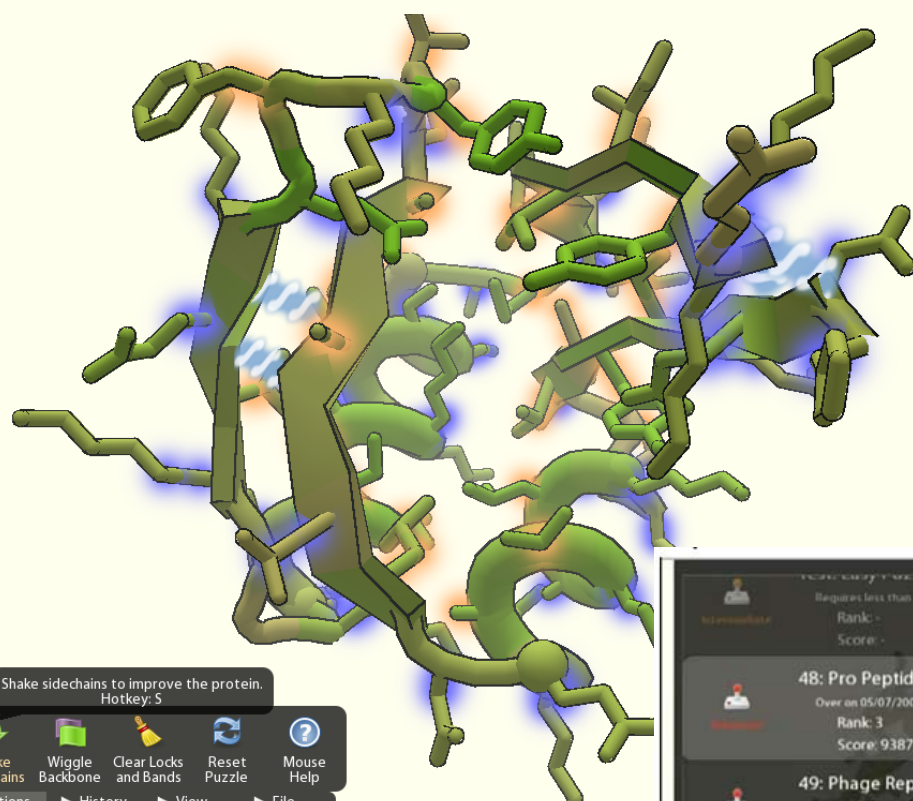 Shake sidechains to improve the protein.
Hotkey: S
Wiggle
Backbone
Clear Locks
and Bands
Reset
Puzzle
Mouse
Help
History
View
File
Requires less than
Rank: -
Score: -
48: Pro Peptid
Over on 05/07/200
Rank: 3
Score: 9387
49: Phage Rep